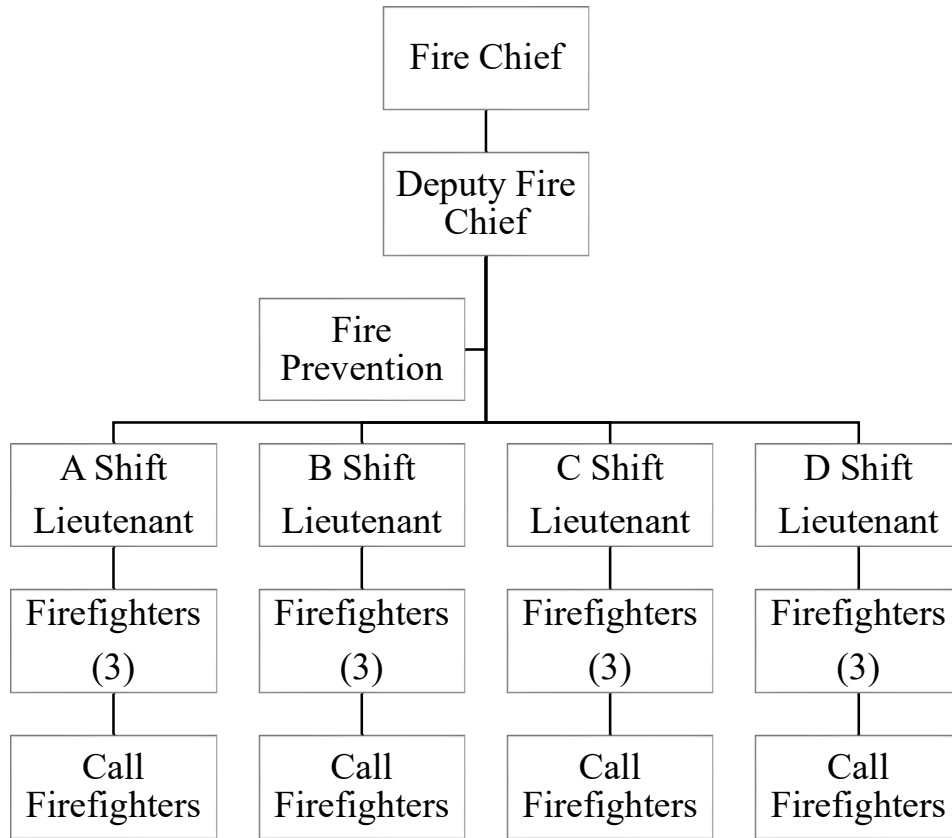 Fire Chief
Deputy Fire
Chief
Fire
Prevention
A Shift
Lieutenant
B Shift
Lieutenant
C Shift
Lieutenant
D Shift
Lieutenant
Firefighters
(3)
Firefighters
(3)
Firefighters
(3)
Firefighters
(3)
Call
Firefighters
Call
Firefighters
Call
Firefighters
Call
Firefighters